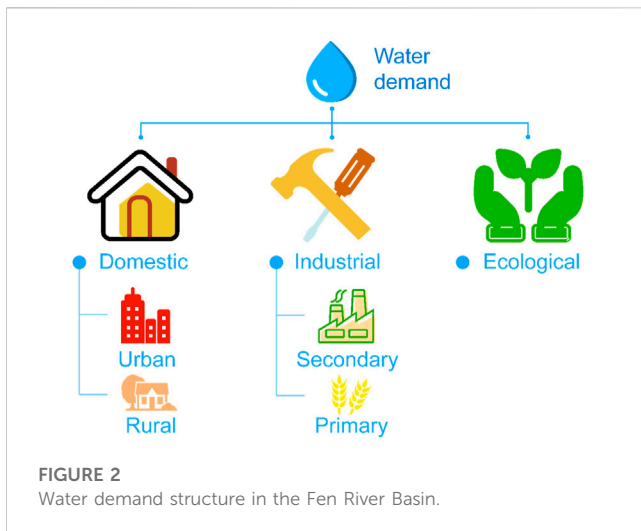 Water
demand
Domestic
Industrial
Ecological
Urban
Secondary
Rural
Primary
FIGURE 2
Water demand structure in the Fen River Basin.